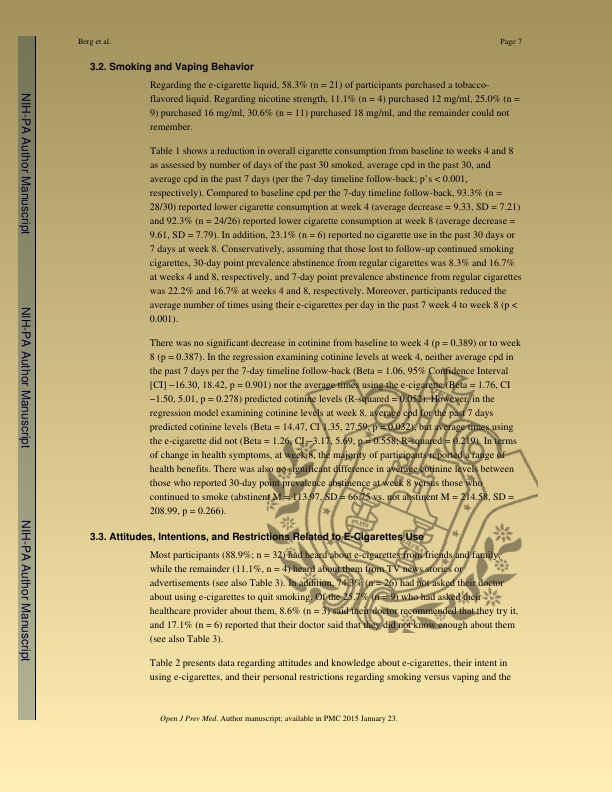 Berg et al.
Page 7
NIH-PA Author Manuscript
NIH-PA Author Manuscript
NIH-PA Author Manuscript
3.2. Smoking and Vaping Behavior
Regarding the e-cigarette liquid, 58.3% (n = 21) of participants purchased a tobacco-
flavored liquid. Regarding nicotine strength, 11.1% (n = 4) purchased 12 mg/ml, 25.0% (n =
9) purchased 16 mg/ml, 30.6% (n = 11) purchased 18 mg/ml, and the remainder could not
remember.
Table 1 shows a reduction in overall cigarette consumption from baseline to weeks 4 and 8
as assessed by number of days of the past 30 smoked, average cpd in the past 30, and
average cpd in the past 7 days (per the 7-day timeline follow-back; p's < 0.001,
respectively). Compared to baseline cpd per the 7-day timeline follow-back, 93.3% (n =
28/30) reported lower cigarette consumption at week 4 (average decrease = 9.33, SD = 7.21)
and 92.3% (n = 24/26) reported lower cigarette consumption at week 8 (average decrease =
9.61, SD = 7.79). In addition, 23.1% (n = 6) reported no cigarette use in the past 30 days or
7 days at week 8. Conservatively, assuming that those lost to follow-up continued smoking
cigarettes, 30-day point prevalence abstinence from regular cigarettes was 8.3% and 16.7%
at weeks 4 and 8, respectively, and 7-day point prevalence abstinence from regular cigarettes
was 22.2% and 16.7% at weeks 4 and 8, respectively. Moreover, participants reduced the
average number of times using their e-cigarettes per day in the past 7 week 4 to week 8 (p <
0.001).
There was no significant decrease in cotinine from baseline to week 4 (p = 0.389) or to week
8 (p = 0.387). In the regression examining cotinine levels at week 4, neither average cpd in
the past 7 days per the 7-day timeline follow-back (Beta = 1.06, 95% Confidence Interval
[CI] −16.30, 18.42, p = 0.901) nor the average times using the e-cigarette (Beta = 1.76, CI
−1.50, 5.01, p = 0.278) predicted cotinine levels (R-squared = 0.052). However, in the
regression model examining cotinine levels at week 8, average cpd for the past 7 days
predicted cotinine levels (Beta = 14.47, CI 1.35, 27.59, p = 0.032), but average times using
the e-cigarette did not (Beta = 1.26, CI −3.17, 5.69, p = 0.558; R-squared = 0.219). In terms
of change in health symptoms, at week 8, the majority of participants reported a range of
health benefits. There was also no significant difference in average cotinine levels between
those who reported 30-day point prevalence abstinence at week 8 versus those who
continued to smoke (abstinent M = 113.97, SD = 66.75 vs. not abstinent M = 214.58, SD =
208.99, p = 0.266).
3.3. Attitudes, Intentions, and Restrictions Related to E-Cigarettes Use
Most participants (88.9%; n = 32) had heard about e-cigarettes from friends and family,
while the remainder (11.1%, n = 4) heard about them from TV news stories or
advertisements (see also Table 3). In addition, 74.3% (n = 26) had not asked their doctor
about using e-cigarettes to quit smoking. Of the 25.7% (n = 9) who had asked their
healthcare provider about them, 8.6% (n = 3) said their doctor recommended that they try it,
and 17.1% (n = 6) reported that their doctor said that they did not know enough about them
(see also Table 3).
Table 2 presents data regarding attitudes and knowledge about e-cigarettes, their intent in
using e-cigarettes, and their personal restrictions regarding smoking versus vaping and the
Open J Prev Med. Author manuscript; available in PMC 2015 January 23.